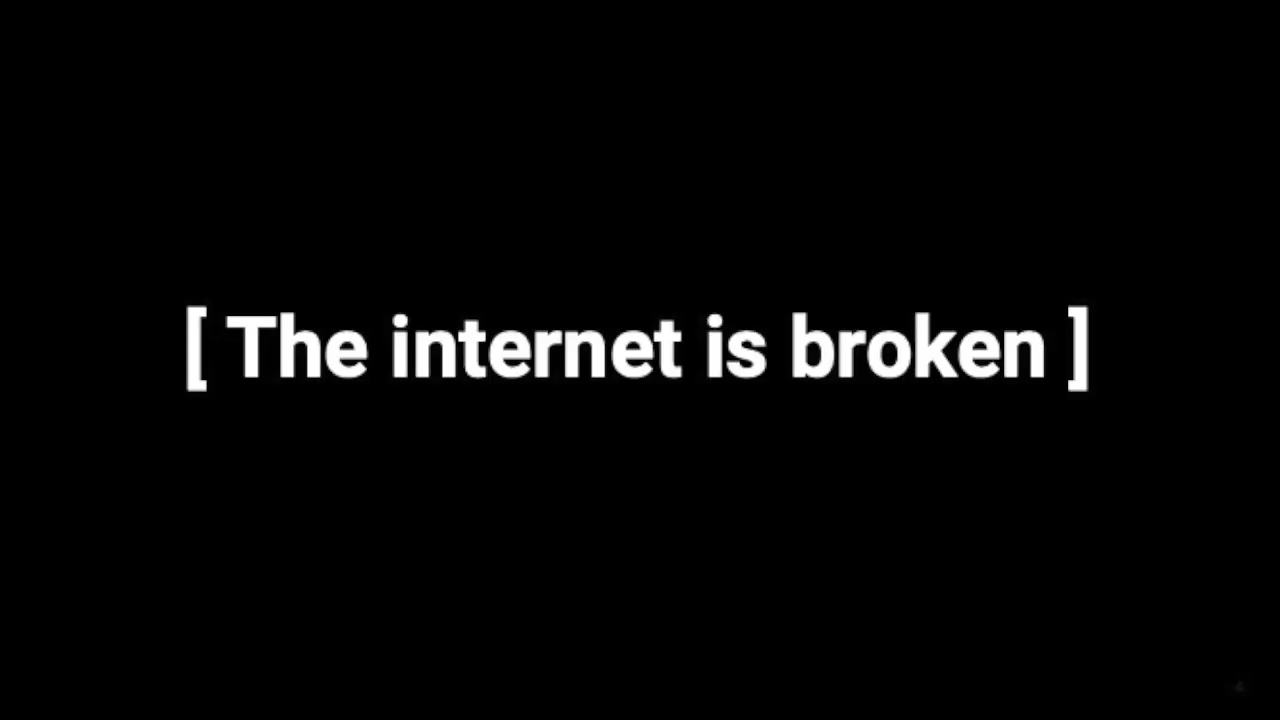 [ The internet is broken ]